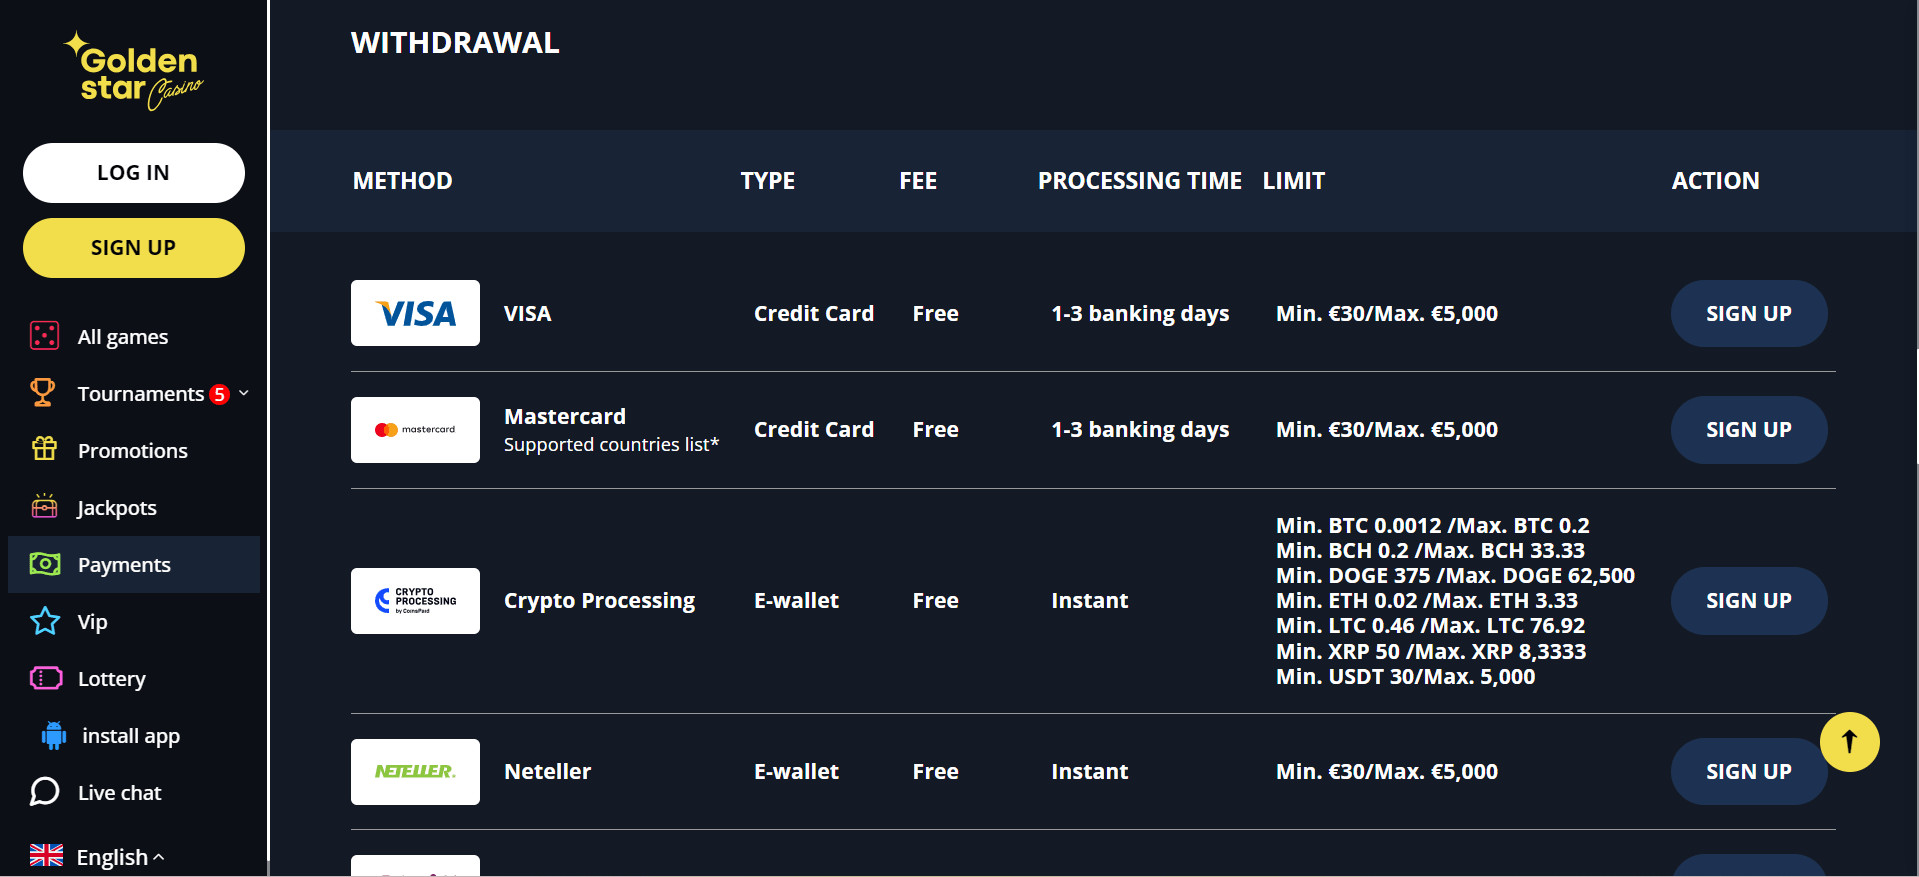 Golden
star Casino
LOG IN
SIGN UP
All games
Tournaments 5
Promotions
Jackpots
Payments
Vip
Lottery
install app
Live chat
English
WITHDRAWAL
METHOD TYPE FEE PROCESSING TIME LIMIT ACTION
VISA VISA Credit Card Free 1-3 banking days Min. €30/Max. €5,000 SIGN UP
mastercard Mastercard Credit Card Free 1-3 banking days Min. €30/Max. €5,000 SIGN UP
Supported countries list*
CRYPTO
PROCESSING
by CoinsPaid
Crypto Processing E-wallet Free Instant
Min. BTC 0.0012 /Max. BTC 0.2
Min. BCH 0.2 /Max. BCH 33.33
Min. DOGE 375 /Max. DOGE 62,500
Min. ETH 0.02 /Max. ETH 3.33
Min. LTC 0.46 /Max. LTC 76.92
Min. XRP 50 /Max. XRP 8,3333
Min. USDT 30/Max. 5,000
SIGN UP
NETELLER. Neteller E-wallet Free Instant Min. €30/Max. €5,000 SIGN UP